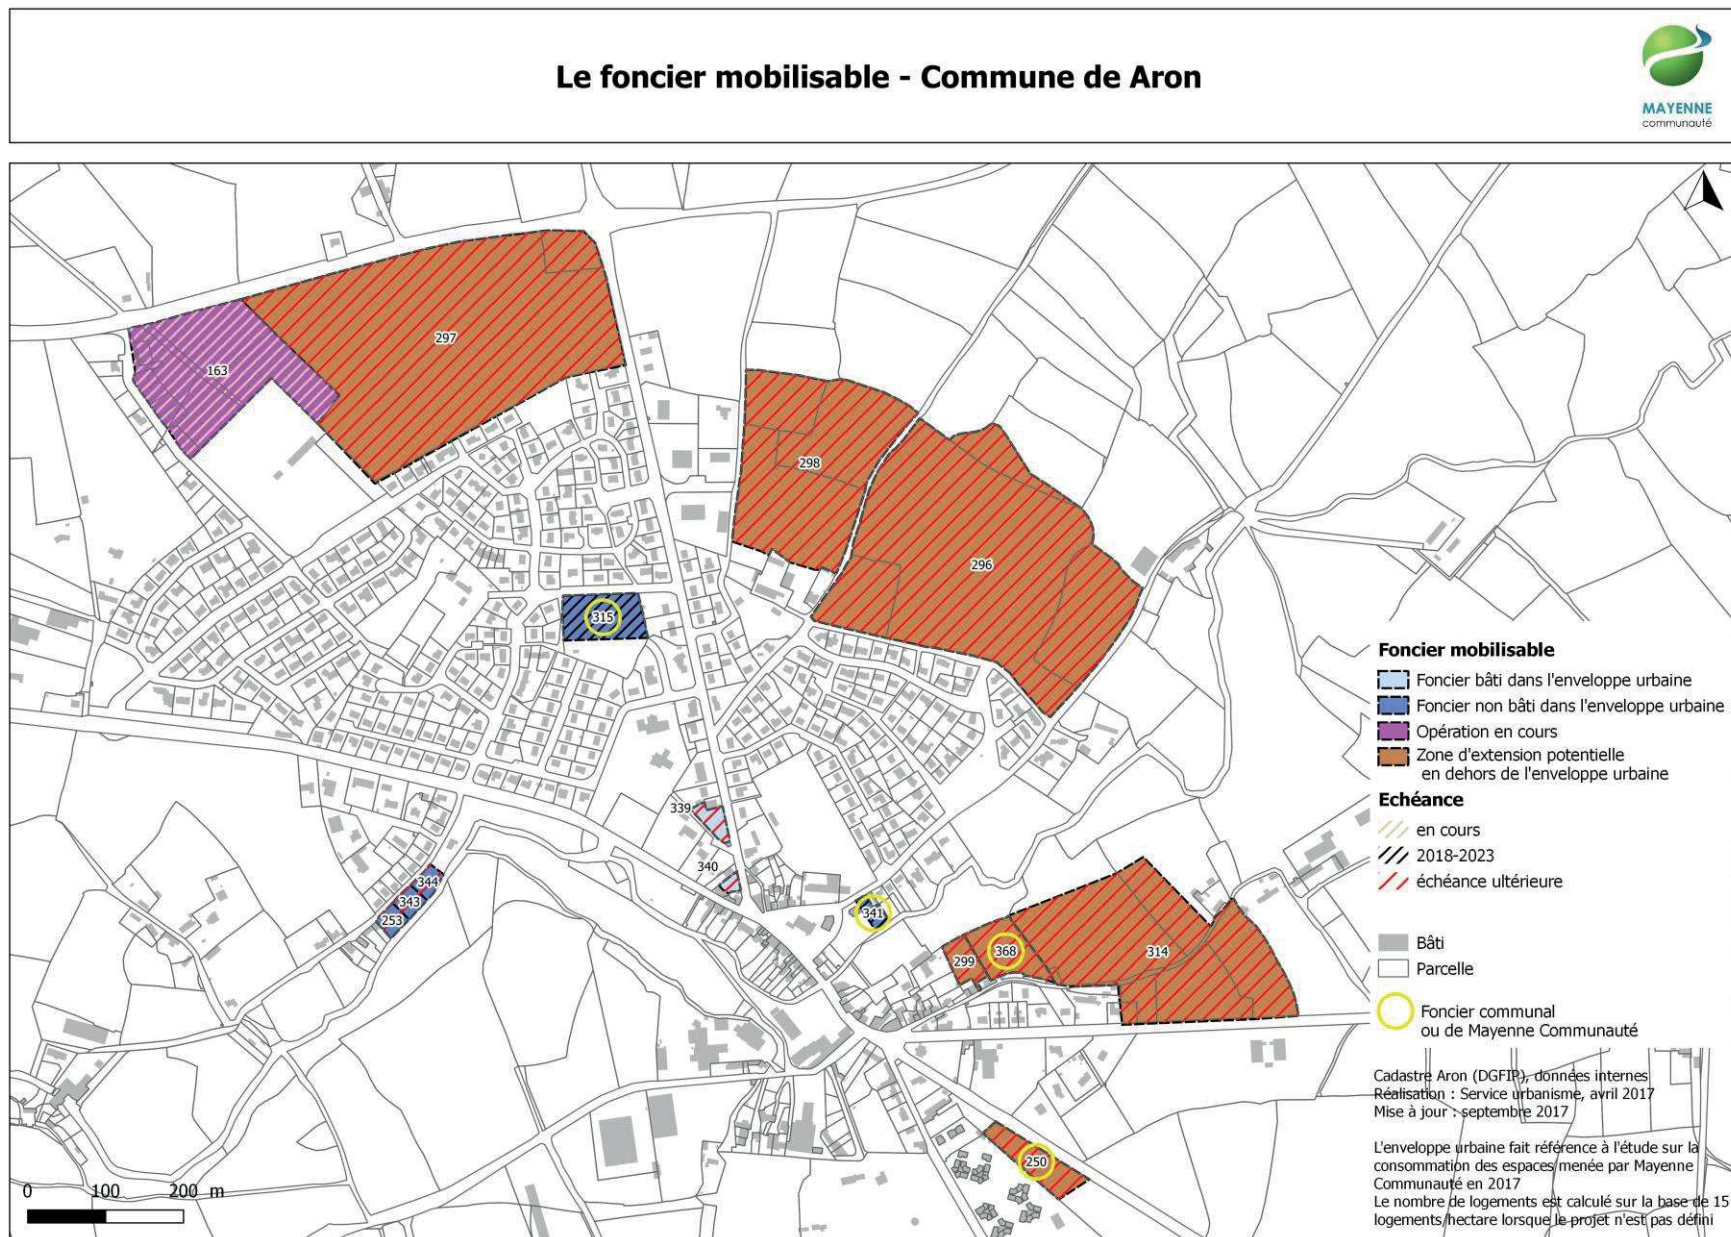 Le foncier mobilisable - Commune de Aron
MAYENNE
communauté
297
163
298
296
315
339
340
344
343
253
341
299
368
314
250
Foncier mobilisable
Foncier bâti dans l'enveloppe urbaine
Foncier non bâti dans l'enveloppe urbaine
Opération en cours
Zone d'extension potentielle
en dehors de l'enveloppe urbaine
Echéance
en cours
2018-2023
échéance ultérieure
Bâti
Parcelle
Foncier communal
ou de Mayenne Communauté
Cadastre Aron (DGFIP), données internes
Réalisation : Service urbanisme, avril 2017
Mise à jour : septembre 2017
L'enveloppe urbaine fait référence à l'étude sur la
consommation des espaces menée par Mayenne
Communauté en 2017
Le nombre de logements est calculé sur la base de 15
logements/hectare lorsque le projet n'est pas défini
0 100 200 m